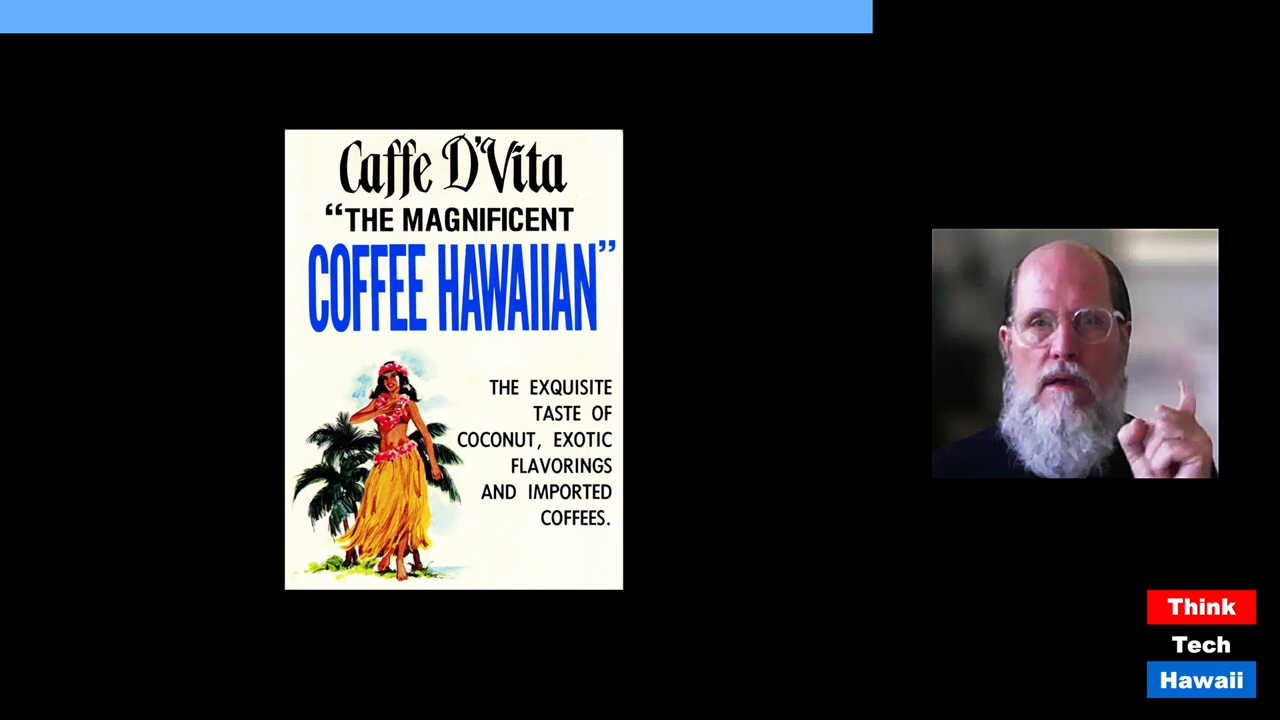 Caffe D'Vita
“THE MAGNIFICENT
COFFEE HAWAIIAN”
THE EXQUISITE
TASTE OF
COCONUT, EXOTIC
FLAVORINGS
AND IMPORTED
COFFEES.
Think
Tech
Hawaii